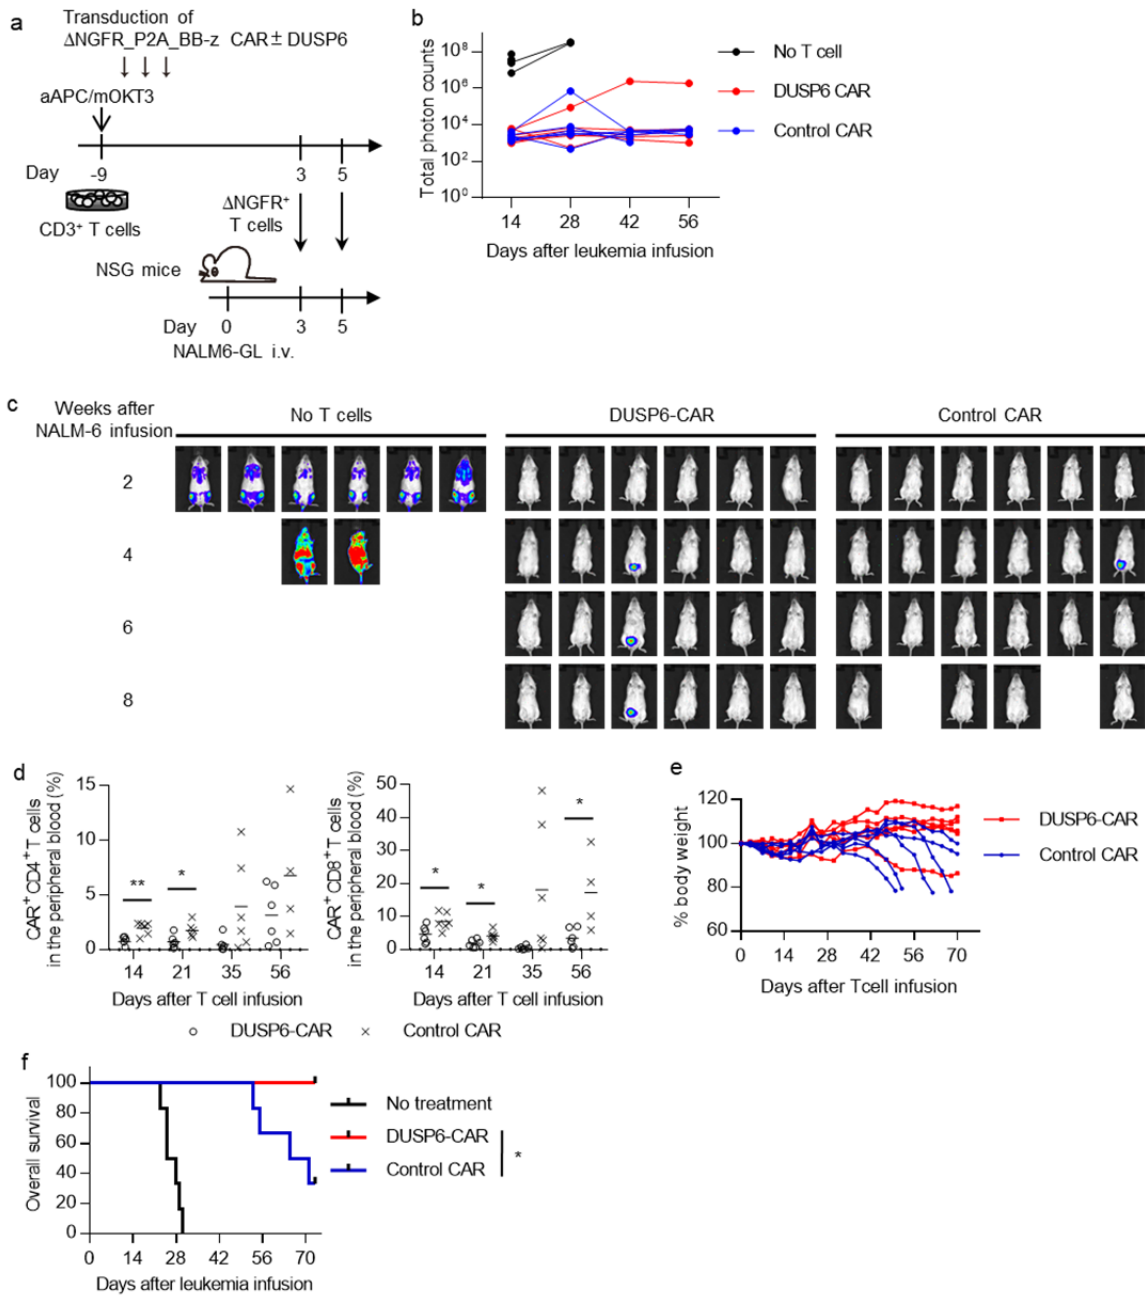 a
Transduction of
ΔNGFR_P2A_BB-z CAR ± DUSP6
aAPC/mOKT3
Day -9 3 5
CD3⁺ T cells
ΔNGFR⁺
T cells
NSG mice
Day 0 3 5
NALM6-GL i.v.
b
Total photon counts
10⁸
10⁶
10⁴
10²
10⁰
14 28 42 56
Days after leukemia infusion
No T cell
DUSP6 CAR
Control CAR
c
Weeks after
NALM-6 infusion
No T cells DUSP6-CAR Control CAR
2
4
6
8
d
CAR⁺CD4⁺T cells
in the peripheral blood (%)
15
10
5
0
** *
14 21 35 56
Days after T cell infusion
CAR⁺CD8⁺T cells
in the peripheral blood (%)
50
40
30
20
10
0
* * *
14 21 35 56
Days after T cell infusion
DUSP6-CAR Control CAR
e
% body weight
120
100
80
60
0 14 28 42 56 70
Days after Tcell infusion
DUSP6-CAR
Control CAR
f
Overall survival
100
80
60
40
20
0
0 14 28 42 56 70
Days after leukemia infusion
No treatment
DUSP6-CAR
Control CAR
*